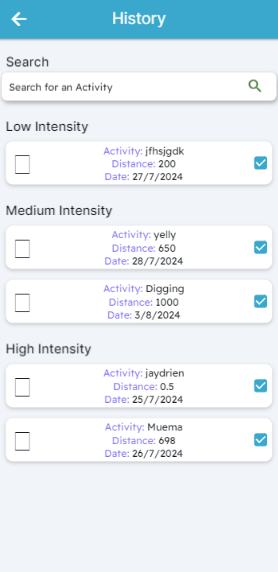 History
Search
Search for an Activity
Low Intensity
Activity: jfhsjgdk
Distance: 200
Date: 27/7/2024
Medium Intensity
Activity: yelly
Distance: 650
Date: 28/7/2024
Activity: Digging
Distance: 1000
Date: 3/8/2024
High Intensity
Activity: jaydrien
Distance: 0.5
Date: 25/7/2024
Activity: Muema
Distance: 698
Date: 26/7/2024